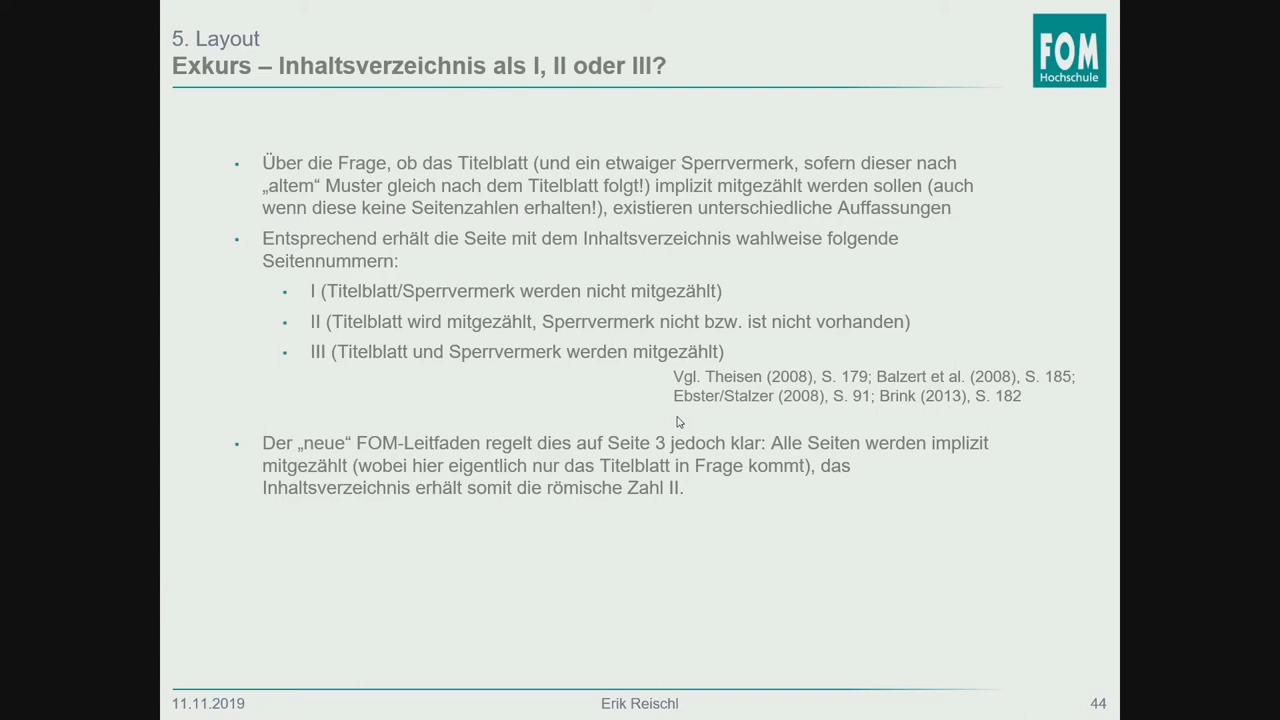 5. Layout
Exkurs – Inhaltsverzeichnis als I, II oder III?
FOM
Hochschule
• Über die Frage, ob das Titelblatt (und ein etwaiger Sperrvermerk, sofern dieser nach
„altem“ Muster gleich nach dem Titelblatt folgt!) implizit mitgezählt werden sollen (auch
wenn diese keine Seitenzahlen erhalten!), existieren unterschiedliche Auffassungen
• Entsprechend erhält die Seite mit dem Inhaltsverzeichnis wahlweise folgende
Seitennummern:
• I (Titelblatt/Sperrvermerk werden nicht mitgezählt)
• II (Titelblatt wird mitgezählt, Sperrvermerk nicht bzw. ist nicht vorhanden)
• III (Titelblatt und Sperrvermerk werden mitgezählt)
Vgl. Theisen (2008), S. 179; Balzert et al. (2008), S. 185;
Ebster/Stalzer (2008), S. 91; Brink (2013), S. 182
• Der „neue“ FOM-Leitfaden regelt dies auf Seite 3 jedoch klar: Alle Seiten werden implizit
mitgezählt (wobei hier eigentlich nur das Titelblatt in Frage kommt), das
Inhaltsverzeichnis erhält somit die römische Zahl II.
11.11.2019
Erik Reischl
44